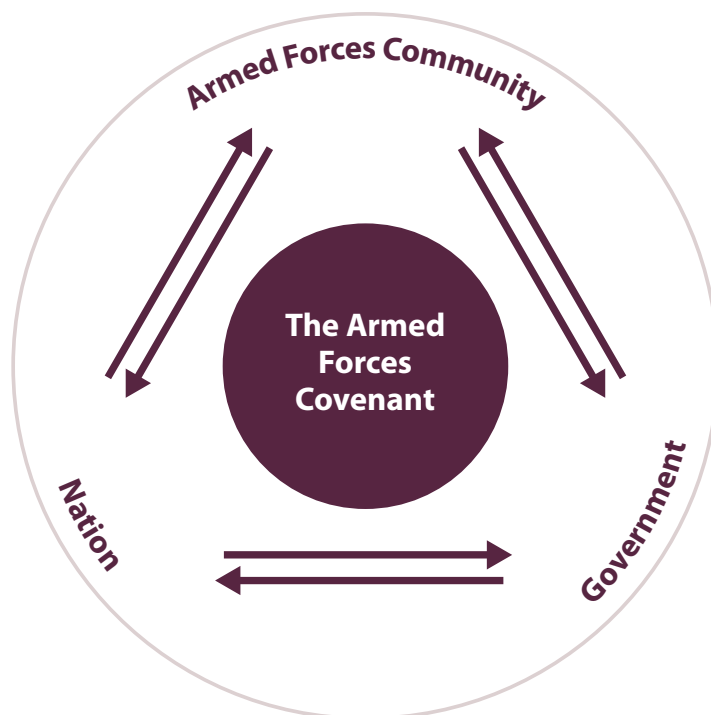 Armed Forces Community
The Armed
Forces
Covenant
Nation
Government